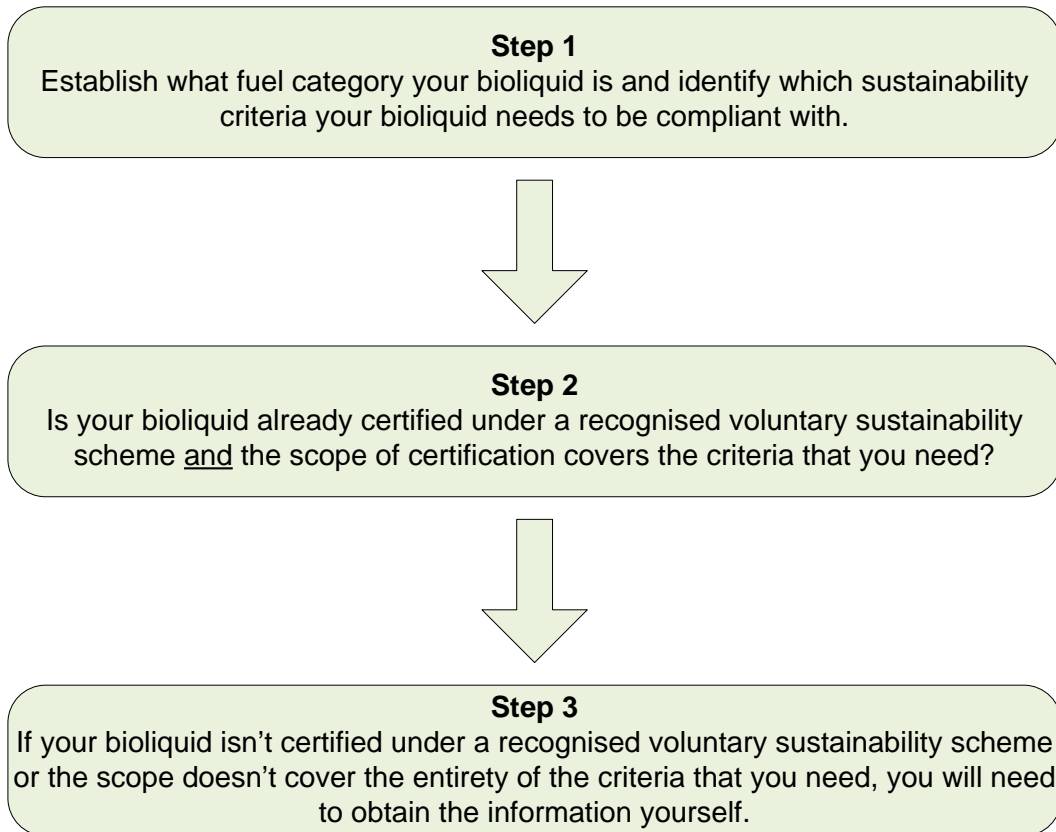 Step 1
Establish what fuel category your bioliquid is and identify which sustainability
criteria your bioliquid needs to be compliant with.
Step 2
Is your bioliquid already certified under a recognised voluntary sustainability
scheme and the scope of certification covers the criteria that you need?
Step 3
If your bioliquid isn’t certified under a recognised voluntary sustainability scheme
or the scope doesn’t cover the entirety of the criteria that you need, you will need
to obtain the information yourself.